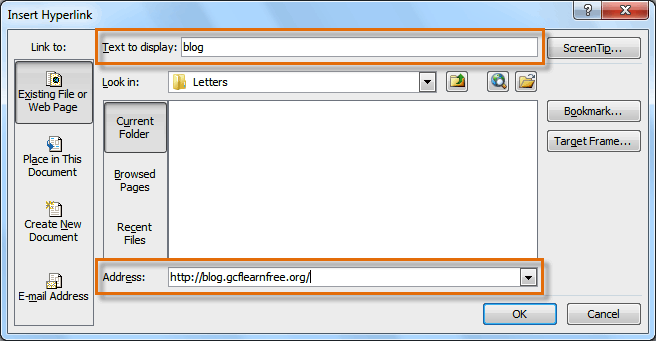 Insert Hyperlink
Link to:
Text to display: blog
ScreenTip...
Existing File or
Web Page
Look in: Letters
Current
Folder
Bookmark...
Place in This
Document
Target Frame...
Browsed
Pages
Create New
Document
Recent
Files
E-mail Address
Address: http://blog.gcflearnfree.org/
OK Cancel